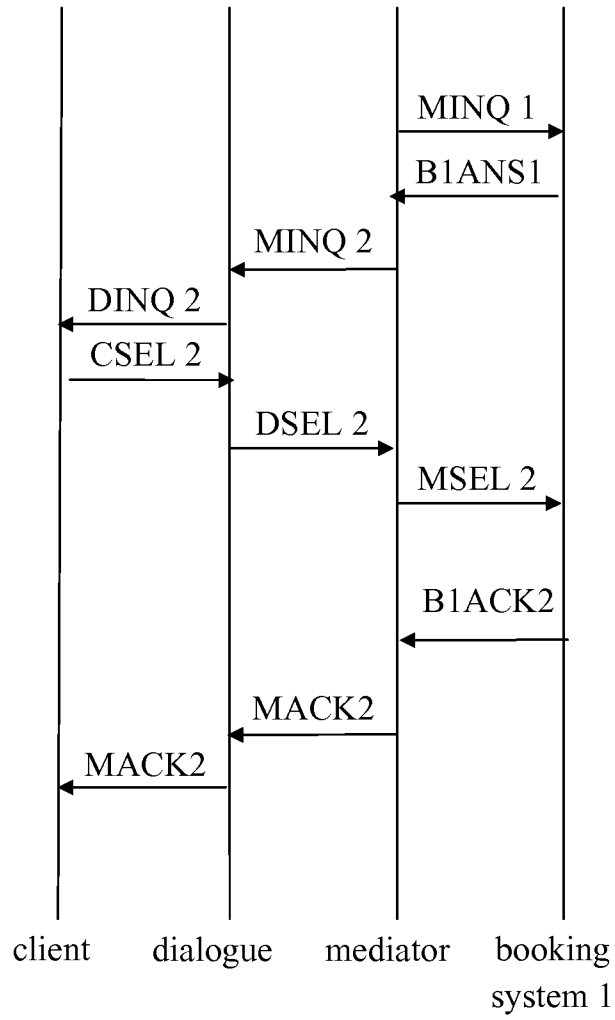 MINQ 1
B1ANS1
MINQ 2
DINQ 2
CSEL 2
DSEL 2
MSEL 2
B1ACK2
MACK2
MACK2
client dialogue mediator booking
system 1